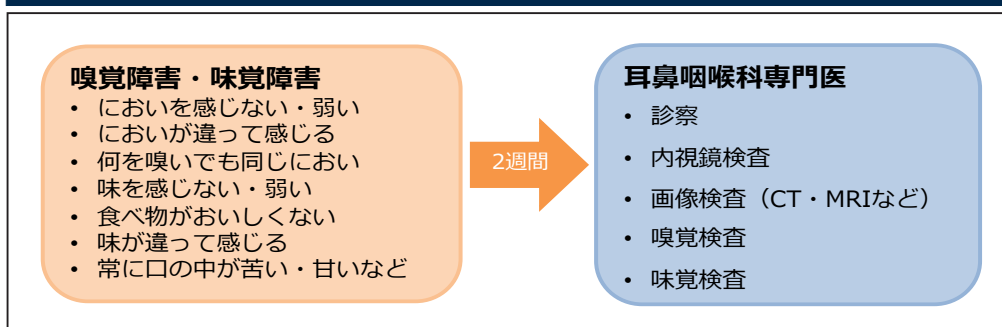 嗅覚障害・味覚障害
• においを感じない・弱い
• においが違って感じる
• 何を嗅いでも同じにおい
• 味を感じない・弱い
• 食べ物がおいしくない
• 味が違って感じる
• 常に口の中が苦い・甘いなど
2週間
耳鼻咽喉科専門医
• 診察
• 内視鏡検査
• 画像検査（CT・MRIなど）
• 嗅覚検査
• 味覚検査